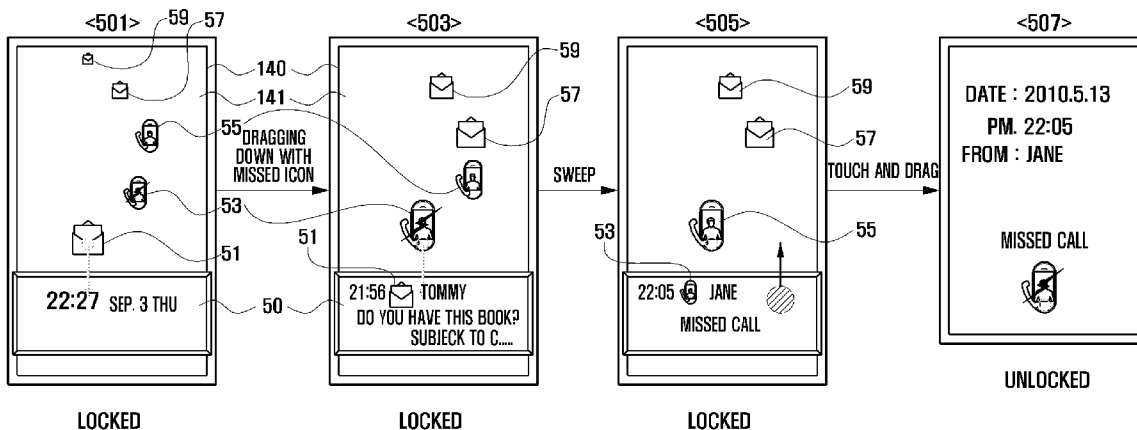 <501>
59
57
140
141
55
53
51
22:27 SEP. 3 THU
50
LOCKED
DRAGGING
DOWN WITH
MISSED ICON
<503>
59
57
51
21:56 TOMMY
DO YOU HAVE THIS BOOK?
SUBJECK TO C.....
LOCKED
SWEEP
<505>
59
57
55
53
22:05 JANE
MISSED CALL
LOCKED
TOUCH AND DRAG
<507>
DATE : 2010.5.13
PM. 22:05
FROM : JANE
MISSED CALL
UNLOCKED